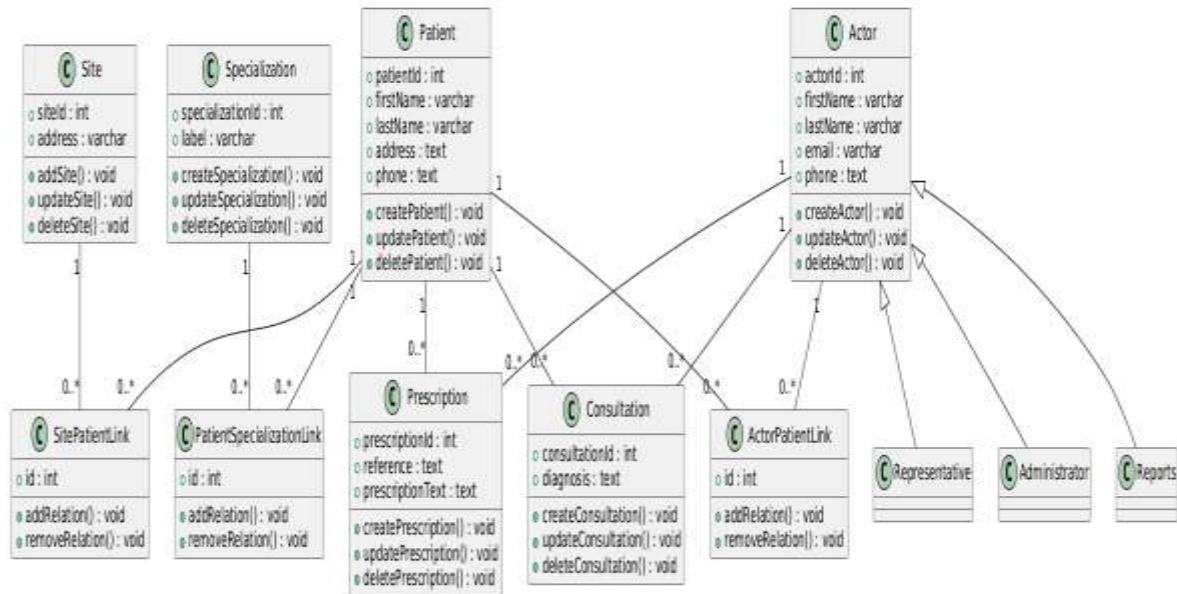 C Site
siteId : int
address : varchar
addSite() : void
updateSite() : void
deleteSite() : void
C Specialization
specializationId : int
label : varchar
createSpecialization() : void
updateSpecialization() : void
deleteSpecialization() : void
C Patient
patientId : int
firstName : varchar
lastName : varchar
address : text
phone : text
createPatient() : void
updatePatient() : void
deletePatient() : void
C Actor
actorId : int
firstName : varchar
lastName : varchar
email : varchar
phone : text
createActor() : void
updateActor() : void
deleteActor() : void
1
1
1
1
1
1
1
1
1
1
0..*
0..*
0..*
0..*
0..*
0..*
0..*
0..*
0..*
0..*
C SitePatientLink
id : int
addRelation() : void
removeRelation() : void
C PatientSpecializationLink
id : int
addRelation() : void
removeRelation() : void
C Prescription
prescriptionId : int
reference : text
prescriptionText : text
createPrescription() : void
updatePrescription() : void
deletePrescription() : void
C Consultation
consultationId : int
diagnosis : text
createConsultation() : void
updateConsultation() : void
deleteConsultation() : void
C ActorPatientLink
id : int
addRelation() : void
removeRelation() : void
C Representative
C Administrator
C Reports